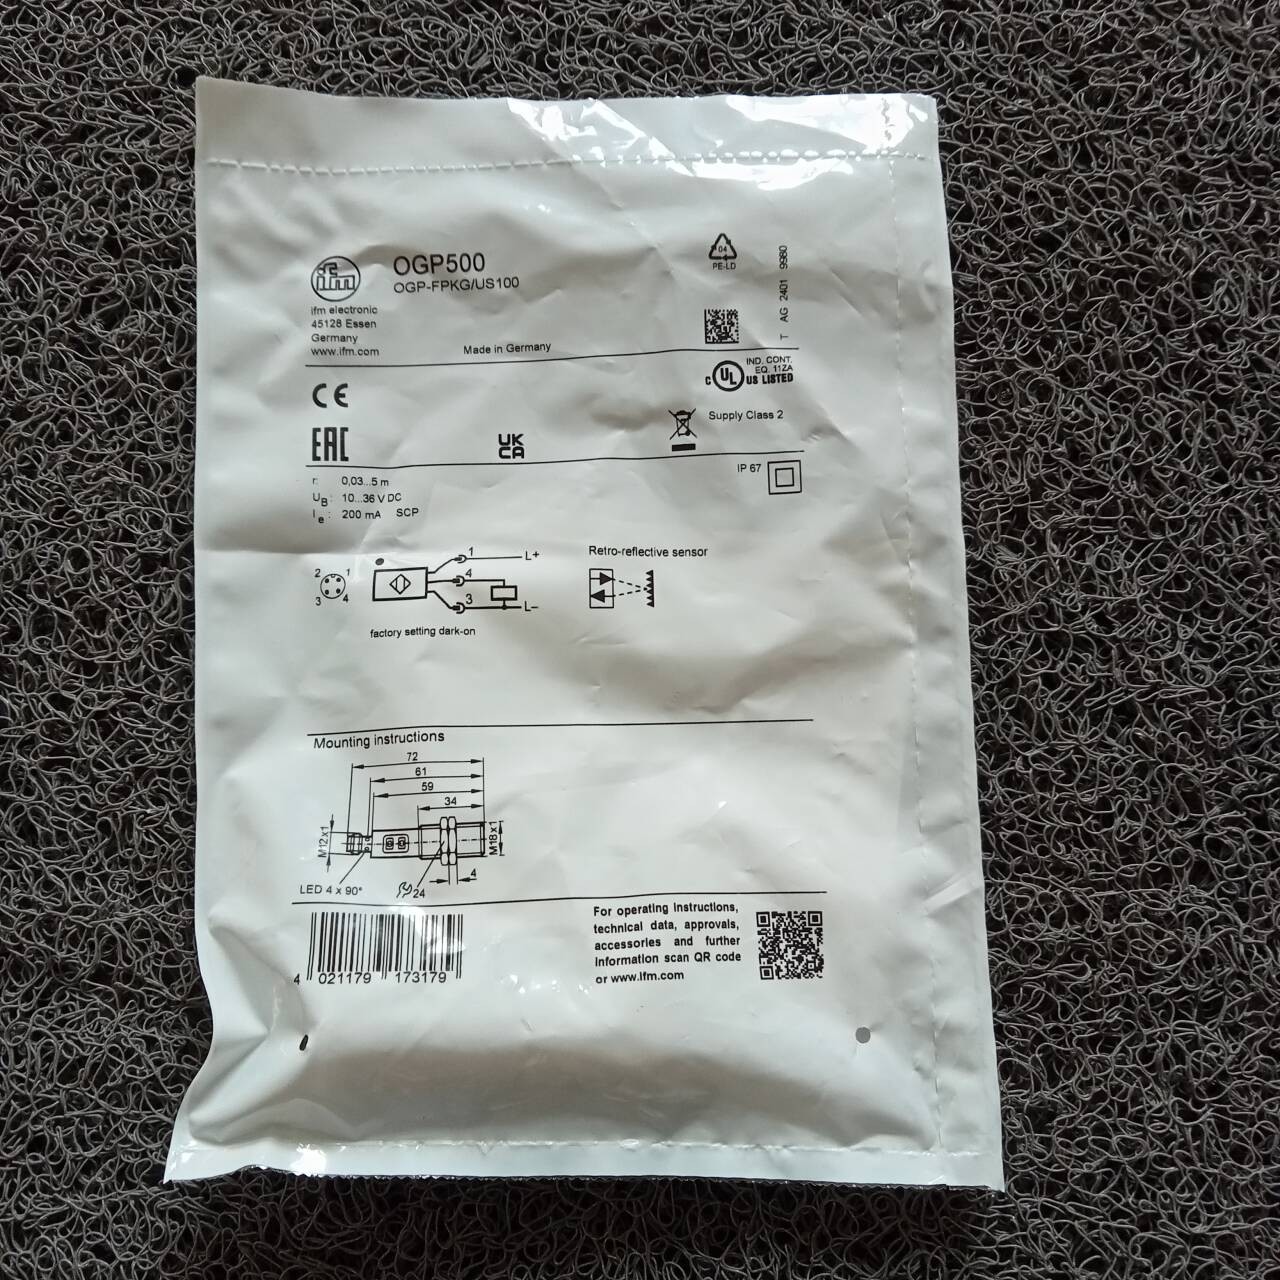 ifm
OGP500
OGP-FPKG/US100
ifm electronic
45128 Essen
Germany
www.ifm.com
Made in Germany
04
PE-LD
T AG 2401 9980
C UL US LISTED
IND. CONT.
EQ. 11ZA
CE
Supply Class 2
EAC
UK
CA
r: 0,03...5 m
UB: 10...36 V DC
Ie: 200 mA SCP
IP 67
2 1
3 4
1 L+
4
3 L–
factory setting dark-on
Retro-reflective sensor
Mounting instructions
72
61
59
34
M12x1
M18x1
4
LED 4 x 90°
24
For operating instructions,
technical data, approvals,
accessories and further
information scan QR code
or www.ifm.com
4 021179 173179